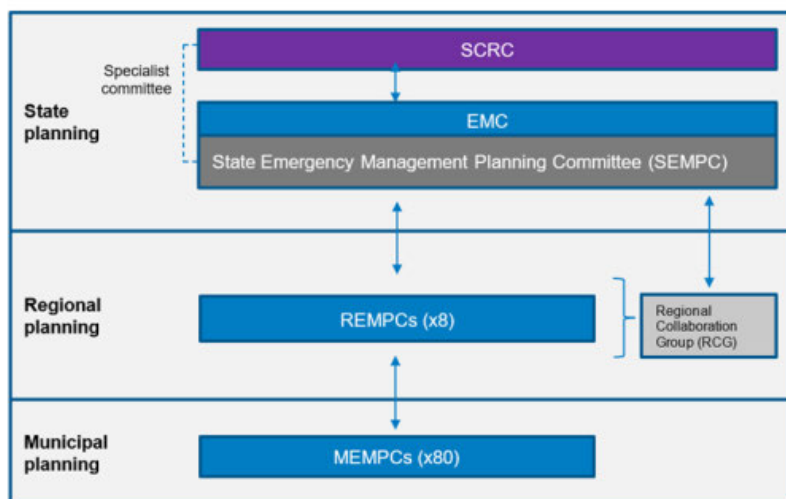 SCRC
Specialist
committee
State
planning
EMC
State Emergency Management Planning Committee (SEMPC)
Regional
planning
REMPCs (x8)
Regional
Collaboration
Group (RCG)
Municipal
planning
MEMPCs (x80)